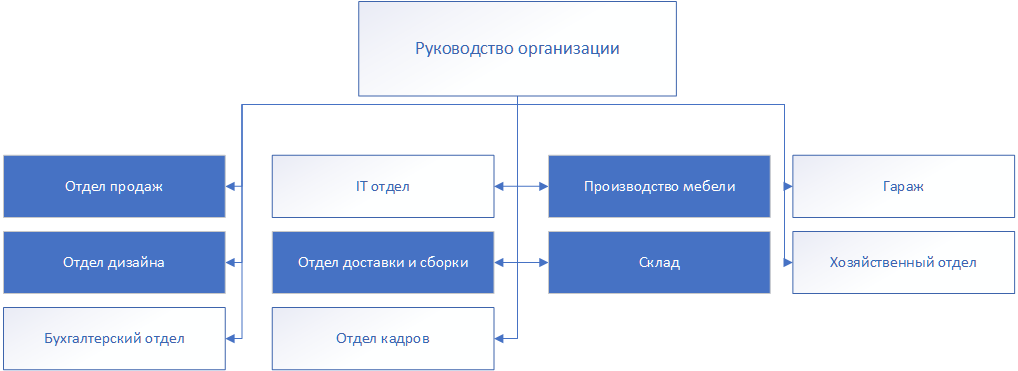 Руководство организации
Отдел продаж
IT отдел
Производство мебели
Гараж
Отдел дизайна
Отдел доставки и сборки
Склад
Хозяйственный отдел
Бухгалтерский отдел
Отдел кадров